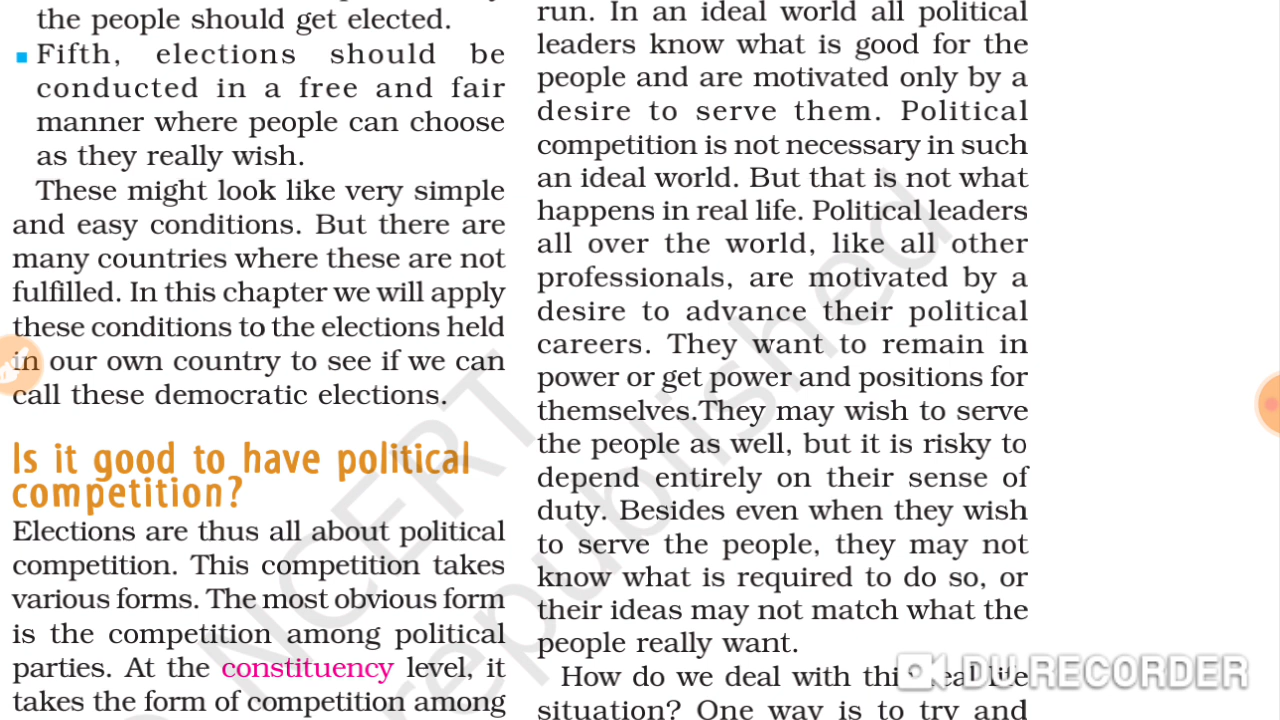 the people should get elected.
Fifth, elections should be
conducted in a free and fair
manner where people can choose
as they really wish.
These might look like very simple
and easy conditions. But there are
many countries where these are not
fulfilled. In this chapter we will apply
these conditions to the elections held
in our own country to see if we can
call these democratic elections.
Is it good to have political
competition?
Elections are thus all about political
competition. This competition takes
various forms. The most obvious form
is the competition among political
parties. At the constituency level, it
takes the form of competition among
run. In an ideal world all political
leaders know what is good for the
people and are motivated only by a
desire to serve them. Political
competition is not necessary in such
an ideal world. But that is not what
happens in real life. Political leaders
all over the world, like all other
professionals, are motivated by a
desire to advance their political
careers. They want to remain in
power or get power and positions for
themselves.They may wish to serve
the people as well, but it is risky to
depend entirely on their sense of
duty. Besides even when they wish
to serve the people, they may not
know what is required to do so, or
their ideas may not match what the
people really want.
How do we deal with this real life
situation? One way is to try and
NCERT
republished
DU RECORDER